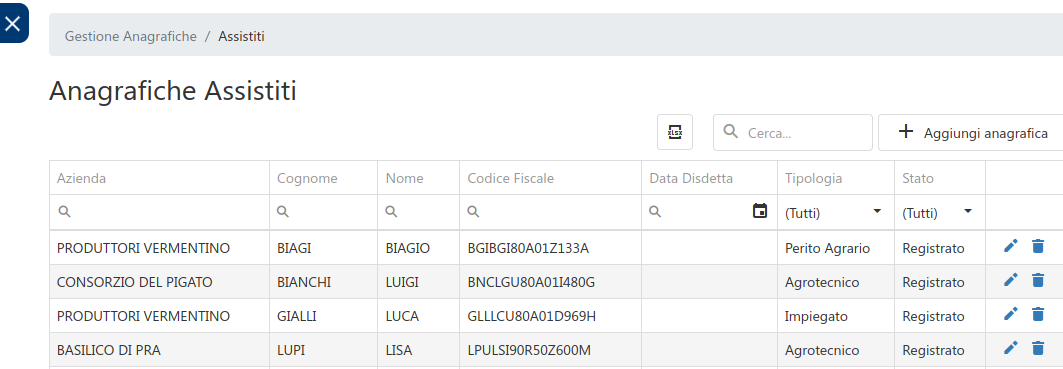 Gestione Anagrafiche / Assistiti
Anagrafiche Assistiti
xlsx Cerca... Aggiungi anagrafica
Azienda Cognome Nome Codice Fiscale Data Disdetta Tipologia Stato
(Tutti) (Tutti)
PRODUTTORI VERMENTINO BIAGI BIAGIO BGIBGI80A01Z133A Perito Agrario Registrato
CONSORZIO DEL PIGATO BIANCHI LUIGI BNCLGU80A01I480G Agrotecnico Registrato
PRODUTTORI VERMENTINO GIALLI LUCA GLLLCU80A01D969H Impiegato Registrato
BASILICO DI PRA LUPI LISA LPULSI90R50Z600M Agrotecnico Registrato